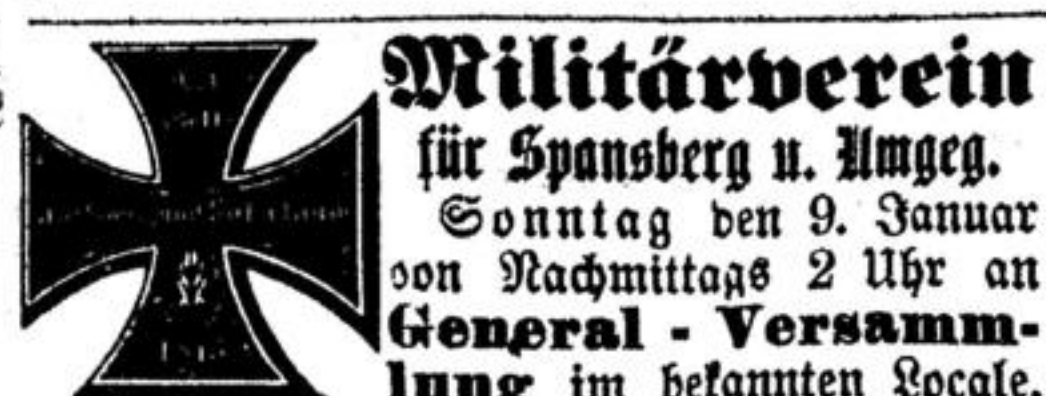 Militärverein
für Spansberg u. Umgeg.
Sonntag den 9. Januar
von Nachmittags 2 Uhr an
General - Versamm-
lung im bekannten Locale.